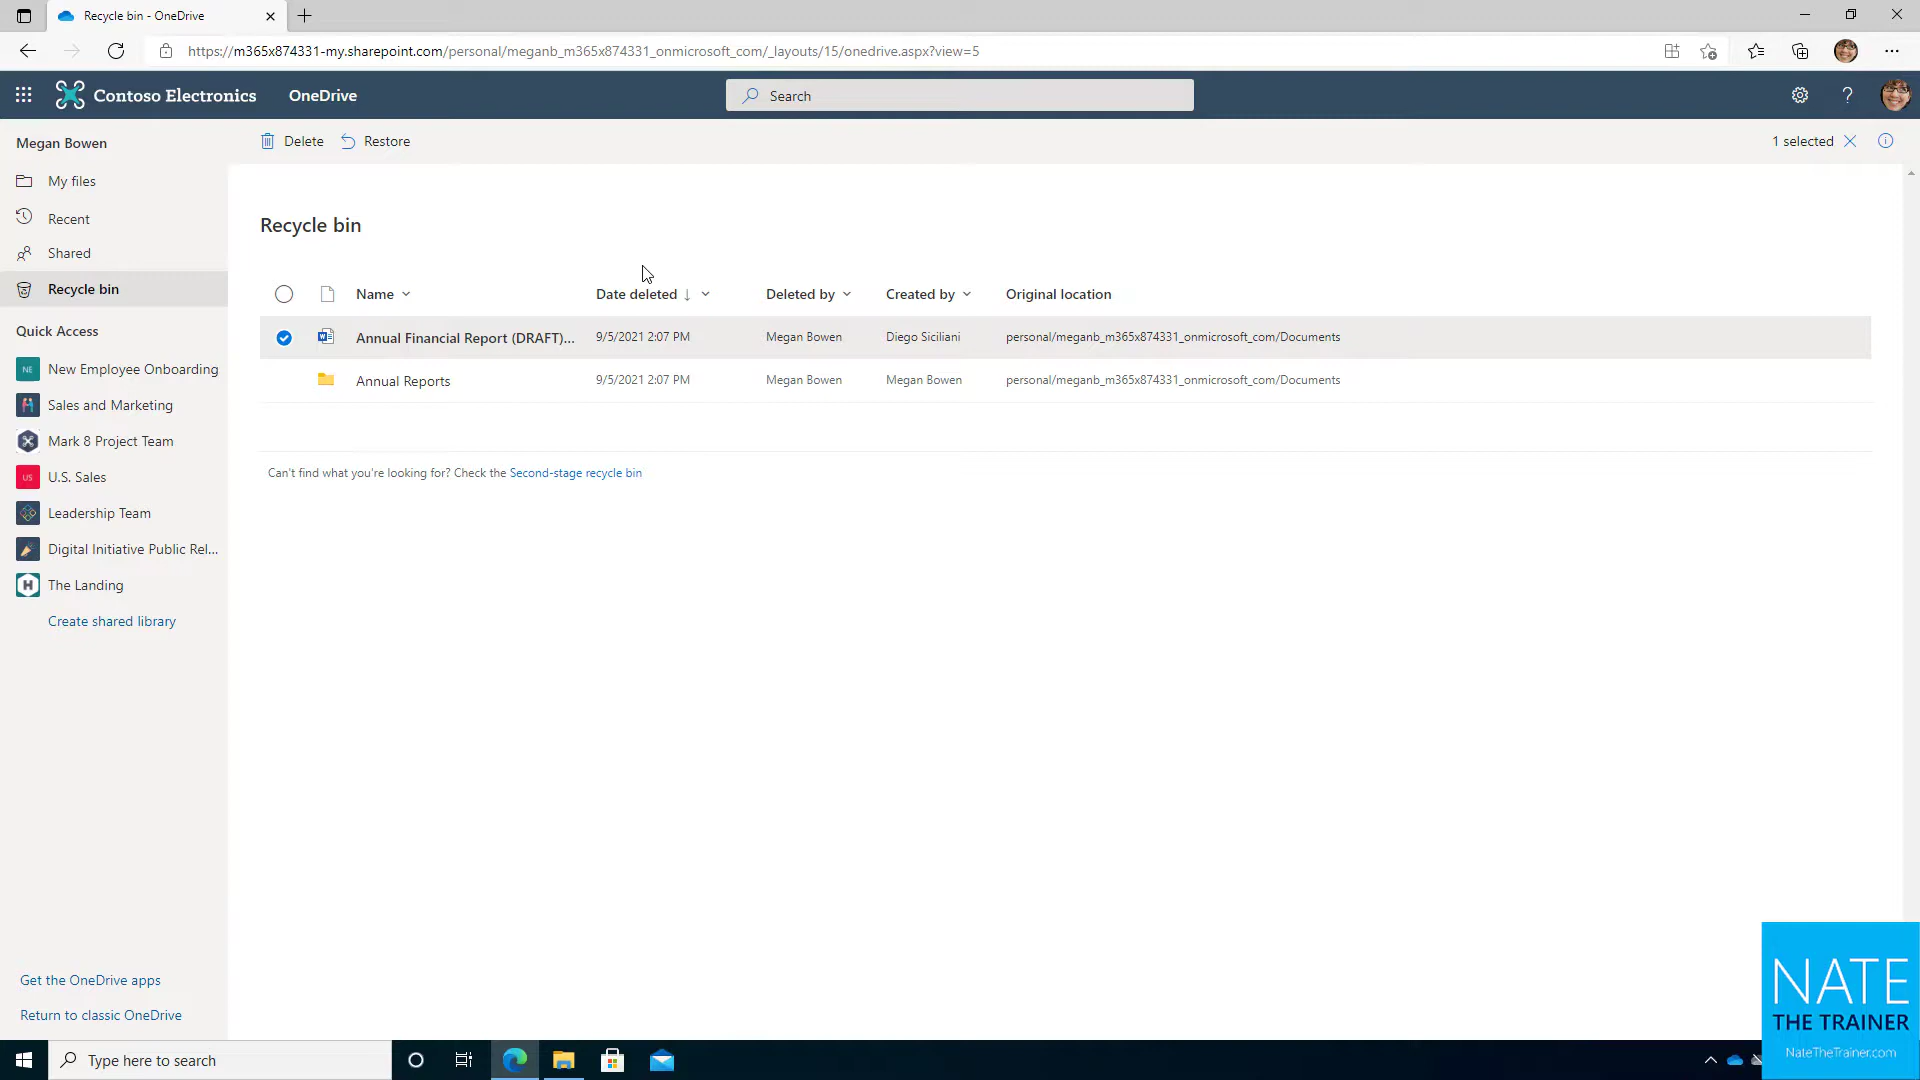 Recycle bin - OneDrive
https://m365x874331-my.sharepoint.com/personal/meganb_m365x874331_onmicrosoft_com/_layouts/15/onedrive.aspx?view=5
Contoso Electronics OneDrive Search ?
Megan Bowen Delete Restore 1 selected
My files
Recent
Shared
Recycle bin
Quick Access
NE New Employee Onboarding
Sales and Marketing
Mark 8 Project Team
US U.S. Sales
Leadership Team
Digital Initiative Public Rel...
H The Landing
Create shared library
Get the OneDrive apps
Return to classic OneDrive
Recycle bin
Name Date deleted ↓ Deleted by Created by Original location
Annual Financial Report (DRAFT)... 9/5/2021 2:07 PM Megan Bowen Diego Siciliani personal/meganb_m365x874331_onmicrosoft_com/Documents
Annual Reports 9/5/2021 2:07 PM Megan Bowen Megan Bowen personal/meganb_m365x874331_onmicrosoft_com/Documents
Can't find what you're looking for? Check the Second-stage recycle bin
Type here to search
NATE
THE TRAINER
NateTheTrainer.com